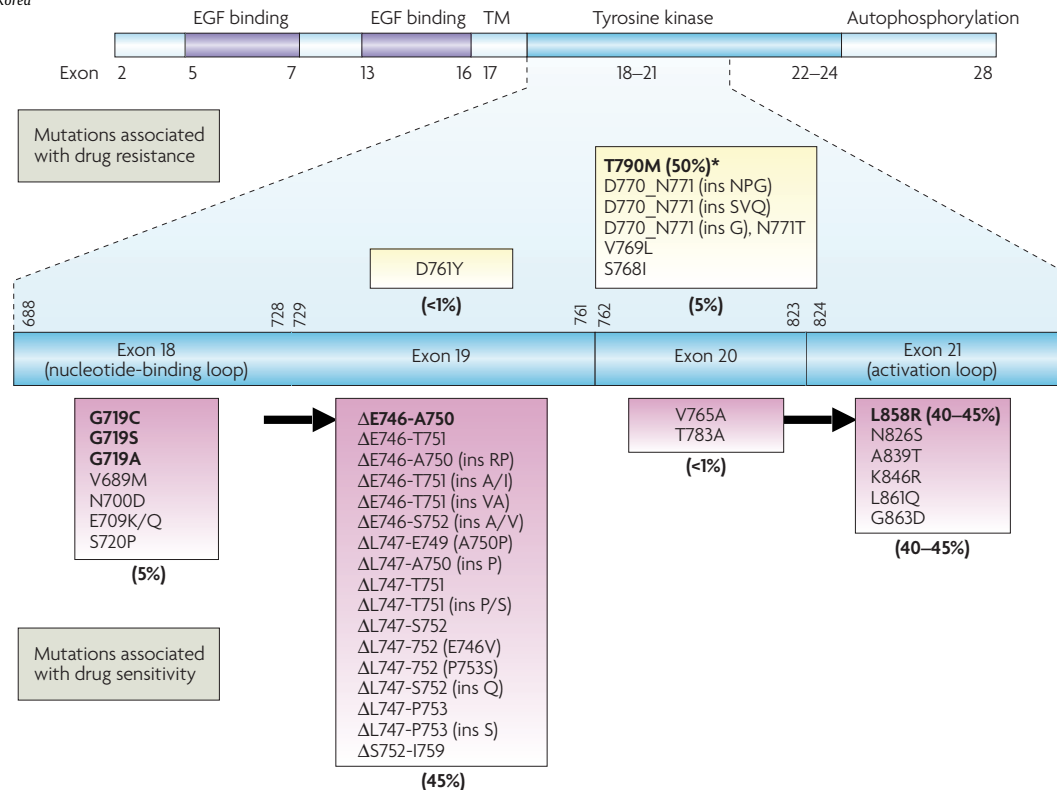 Korea
EGF binding
EGF binding
TM
Tyrosine kinase
Autophosphorylation
Exon
2
5
7
13
16
17
18–21
22–24
28
Mutations associated
with drug resistance
T790M (50%)*
D770_N771 (ins NPG)
D770_N771 (ins SVQ)
D770_N771 (ins G), N771T
V769L
S768I
(5%)
D761Y
(<1%)
688
728
729
761
762
823
824
Exon 18
(nucleotide-binding loop)
Exon 19
Exon 20
Exon 21
(activation loop)
G719C
G719S
G719A
V689M
N700D
E709K/Q
S720P
(5%)
ΔE746-A750
ΔE746-T751
ΔE746-A750 (ins RP)
ΔE746-T751 (ins A/I)
ΔE746-T751 (ins VA)
ΔE746-S752 (ins A/V)
ΔL747-E749 (A750P)
ΔL747-A750 (ins P)
ΔL747-T751
ΔL747-T751 (ins P/S)
ΔL747-S752
ΔL747-752 (E746V)
ΔL747-752 (P753S)
ΔL747-S752 (ins Q)
ΔL747-P753
ΔL747-P753 (ins S)
ΔS752-I759
(45%)
V765A
T783A
(<1%)
L858R (40–45%)
N826S
A839T
K846R
L861Q
G863D
(40–45%)
Mutations associated
with drug sensitivity